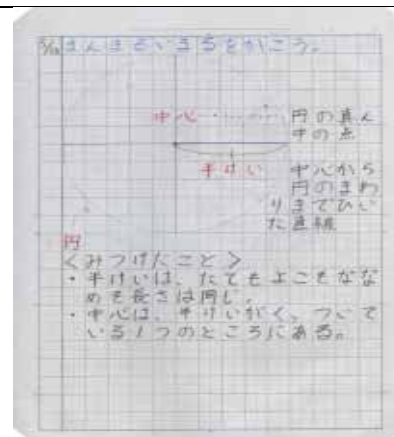 まんまるいまるをかこう。
中心 ‥‥ 円の真ん
中の点
半けい
中心から
円のまわ
りまでひい
た直線
円
<みつけたこと>
・半けいは、たてもよこもなな
めも長さは同じ。
・中心は、半けいがくっついて
いる1つのところにある。